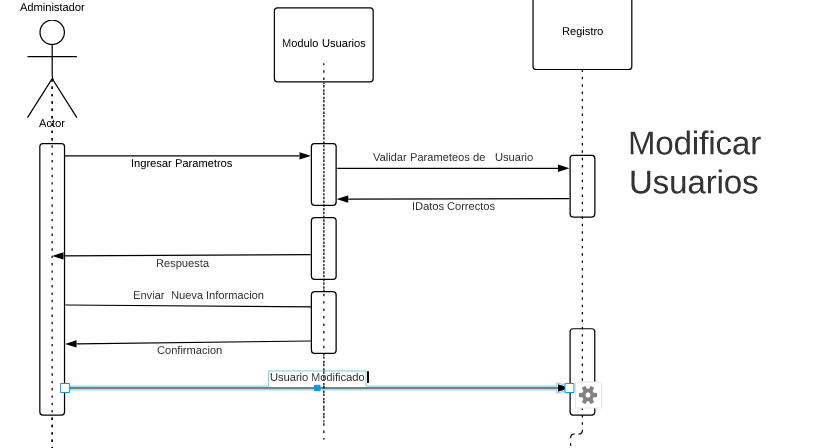 Administador
Modulo Usuarios
Registro
Actor
Modificar
Usuarios
Validar Parameteos de Usuario
Ingresar Parametros
IDatos Correctos
Respuesta
Enviar Nueva Informacion
Confirmacion
Usuario Modificado